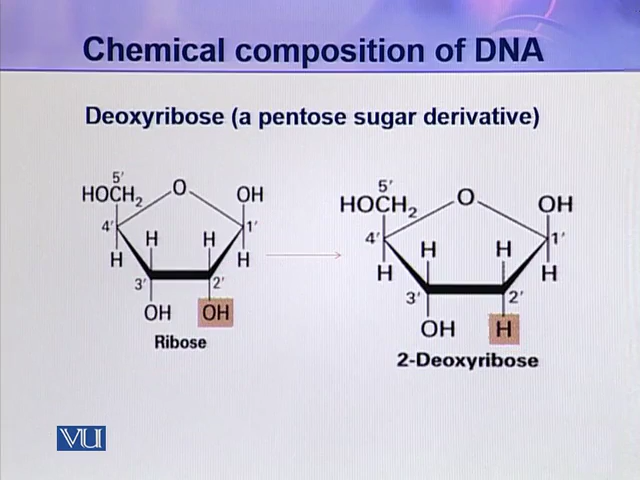 Chemical composition of DNA
Deoxyribose (a pentose sugar derivative)
5'
HOCH2 O OH
4' H H 1'
H H
3' 2'
OH OH
Ribose
5'
HOCH2 O OH
4' H H 1'
H H
3' 2'
OH H
2-Deoxyribose
VU